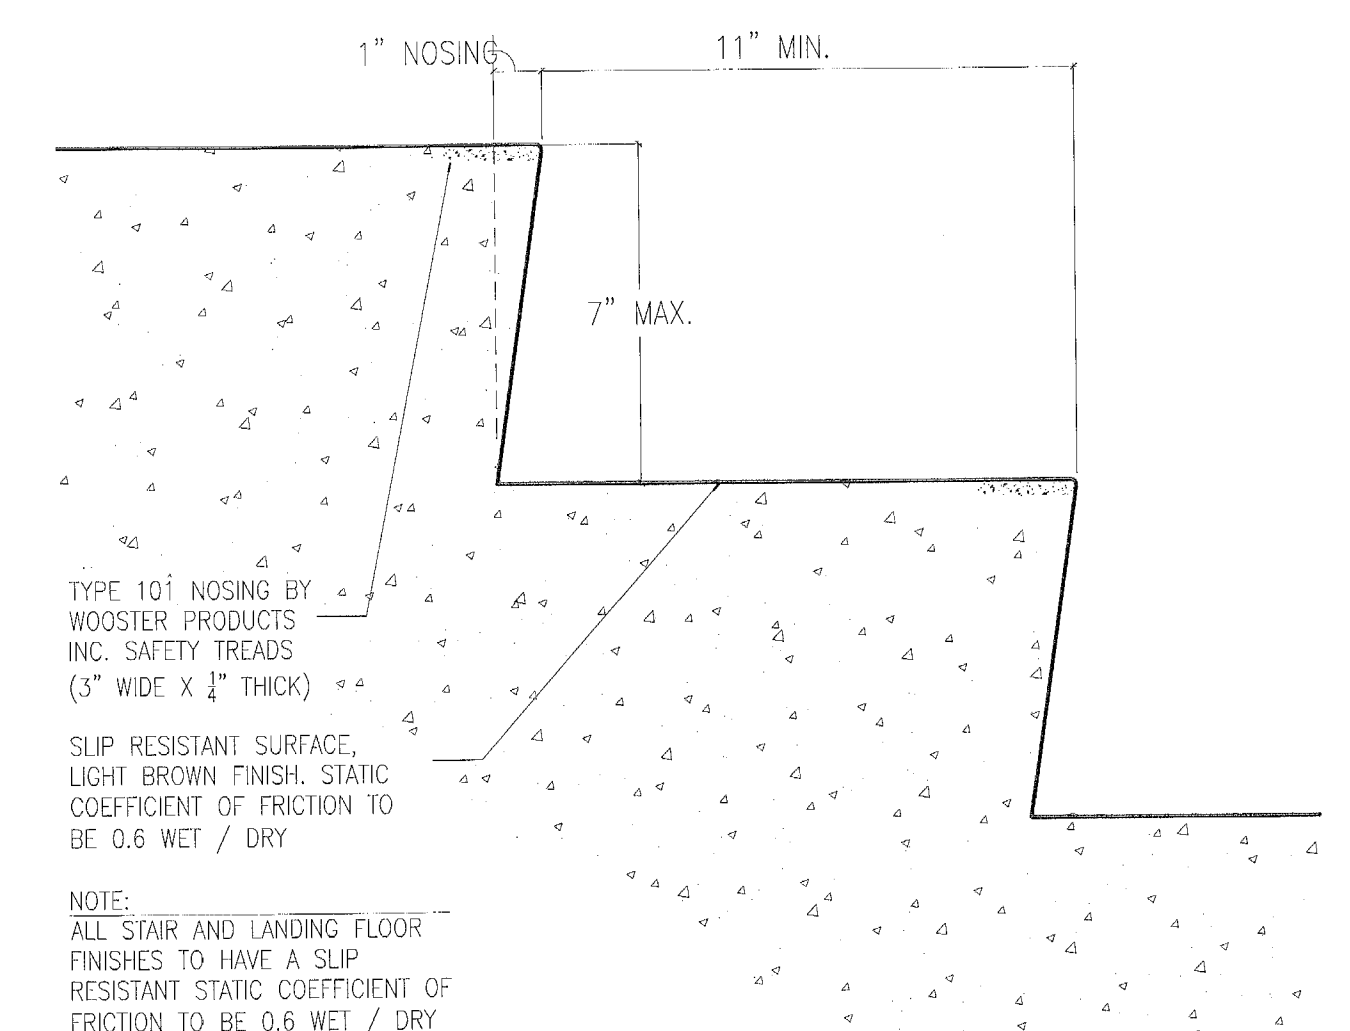 1" NOSING
11" MIN.
7" MAX.
TYPE 101 NOSING BY
WOOSTER PRODUCTS
INC. SAFETY TREADS
(3" WIDE X 1/4" THICK)
SLIP RESISTANT SURFACE,
LIGHT BROWN FINISH. STATIC
COEFFICIENT OF FRICTION TO
BE 0.6 WET / DRY
NOTE:
ALL STAIR AND LANDING FLOOR
FINISHES TO HAVE A SLIP
RESISTANT STATIC COEFFICIENT OF
FRICTION TO BE 0.6 WET / DRY